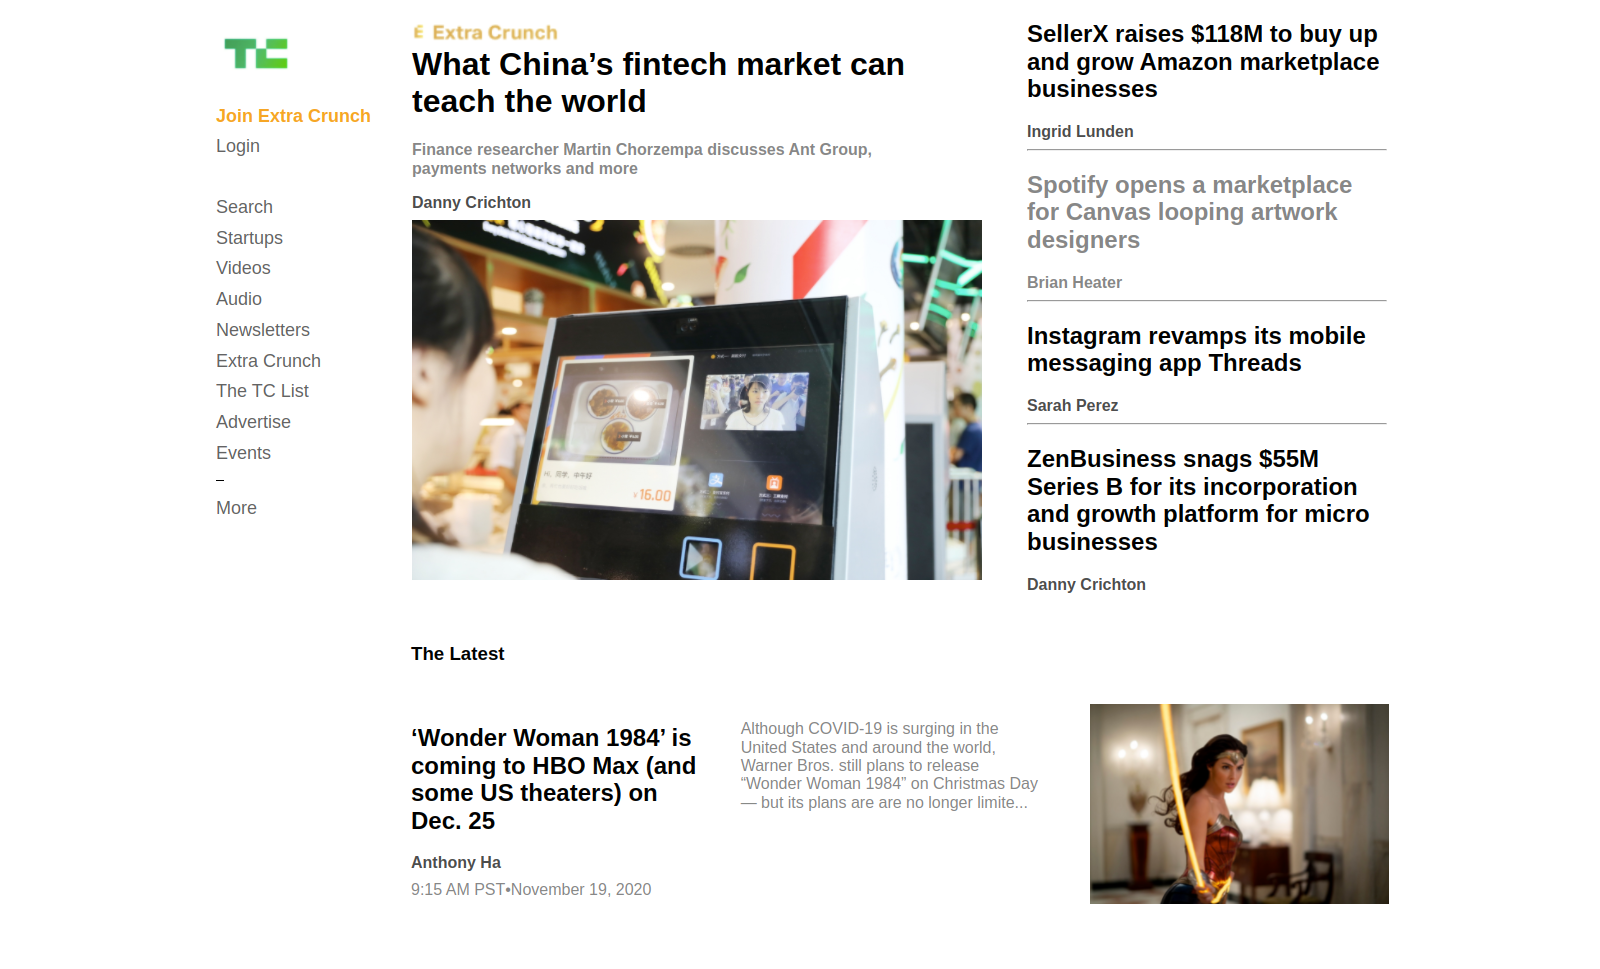 TC
Join Extra Crunch
Login
Search
Startups
Videos
Audio
Newsletters
Extra Crunch
The TC List
Advertise
Events
–
More
Extra Crunch
What China’s fintech market can
teach the world
Finance researcher Martin Chorzempa discusses Ant Group,
payments networks and more
Danny Crichton
¥16.00
SellerX raises $118M to buy up
and grow Amazon marketplace
businesses
Ingrid Lunden
Spotify opens a marketplace
for Canvas looping artwork
designers
Brian Heater
Instagram revamps its mobile
messaging app Threads
Sarah Perez
ZenBusiness snags $55M
Series B for its incorporation
and growth platform for micro
businesses
Danny Crichton
The Latest
‘Wonder Woman 1984’ is
coming to HBO Max (and
some US theaters) on
Dec. 25
Anthony Ha
9:15 AM PST•November 19, 2020
Although COVID-19 is surging in the
United States and around the world,
Warner Bros. still plans to release
“Wonder Woman 1984” on Christmas Day
— but its plans are are no longer limite...